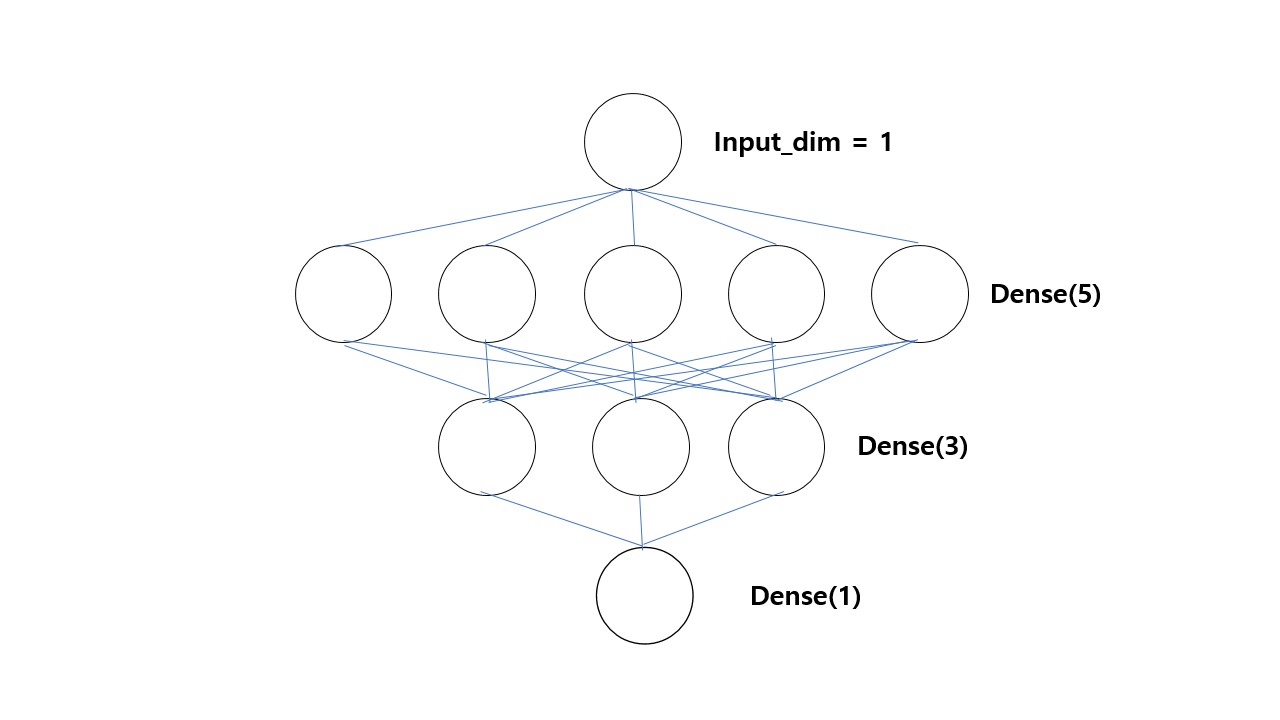 Input_dim = 1
Dense(5)
Dense(3)
Dense(1)